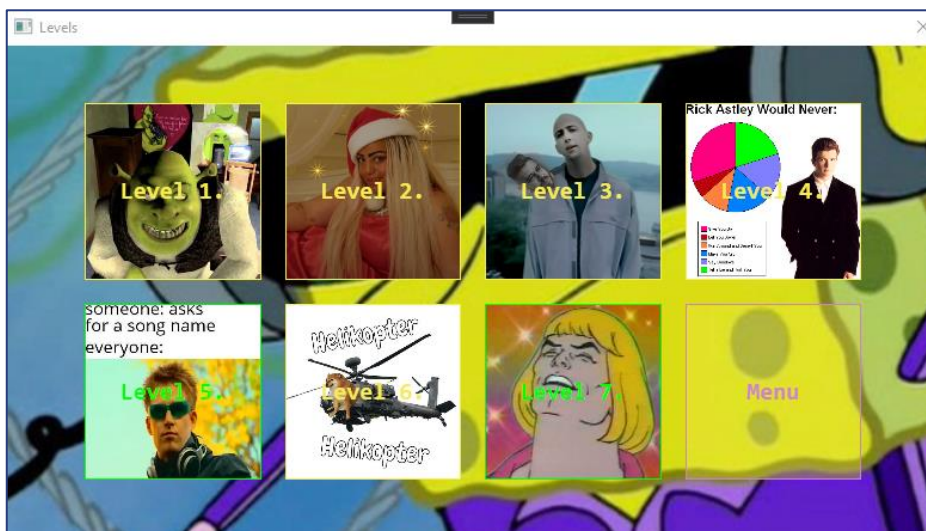 Levels
Level 1.
Level 2.
Level 3.
Rick Astley Would Never:
Level 4.
someone: asks
for a song name
everyone:
Level 5.
Helikopter
Level 6.
Helikopter
Level 7.
Menu